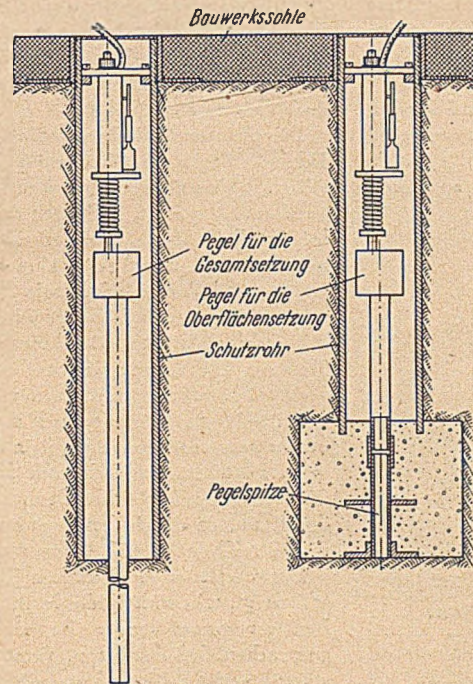 Bauwerkssohle
Pegel für die
Gesamtsetzung
Pegel für die
Oberflächensetzung
Schutzrohr
Pegelspitze